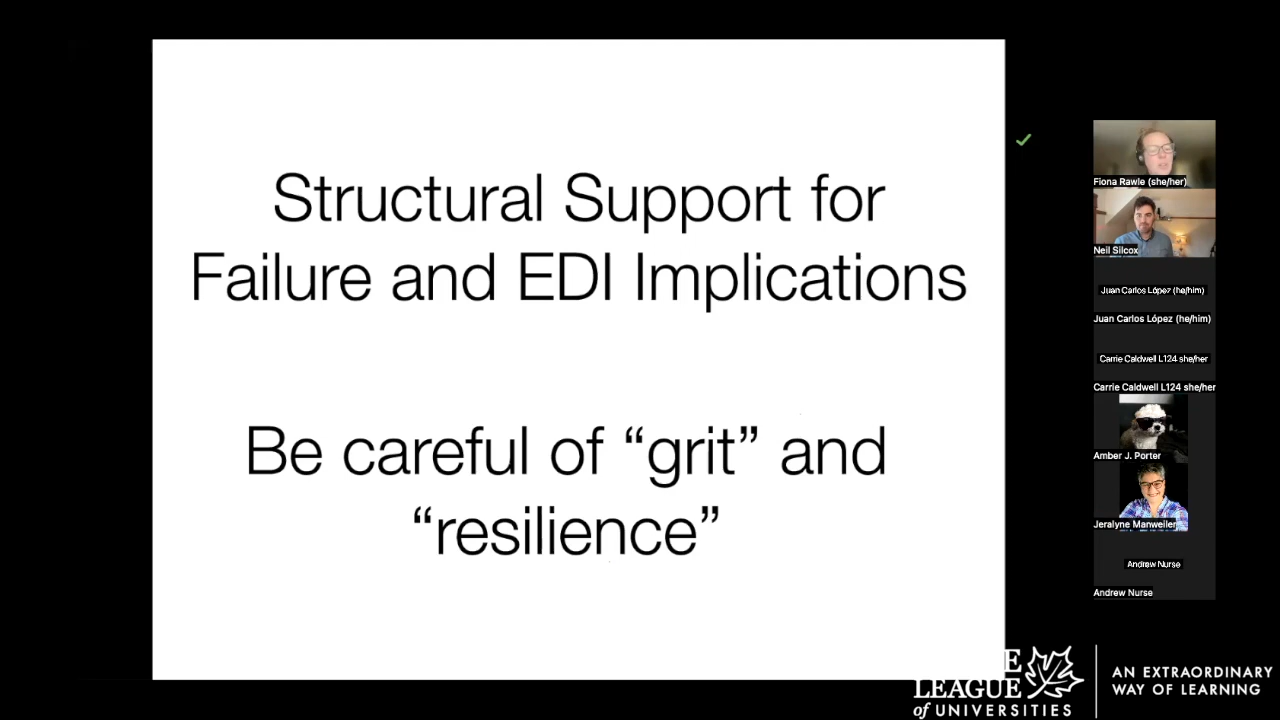 Structural Support for
Failure and EDI Implications
Be careful of “grit” and
“resilience”
Fiona Rawle (she/her)
Neil Silcox
Juan Carlos López (he/him)
Juan Carlos López (he/him)
Carrie Caldwell L124 she/her
Carrie Caldwell L124 she/her
Amber J. Porter
Jeralyne Manweiler
Andrew Nurse
Andrew Nurse
LEAGUE
of UNIVERSITIES
AN EXTRAORDINARY
WAY OF LEARNING